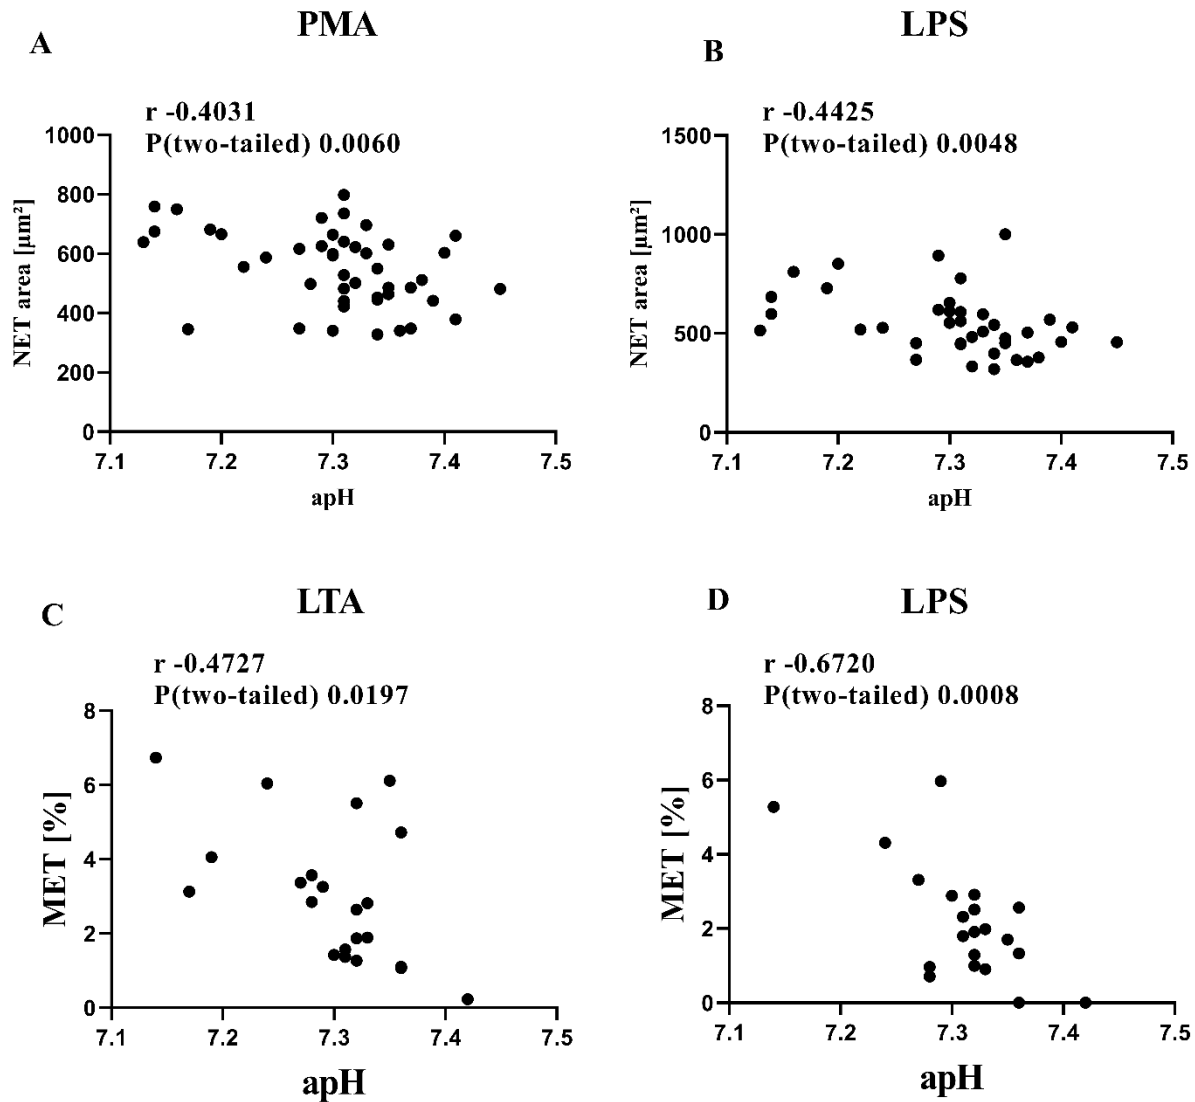 A
PMA
r -0.4031
P(two-tailed) 0.0060
1000
800
600
400
200
0
NET area [µm²]
7.1 7.2 7.3 7.4 7.5
apH
B
LPS
r -0.4425
P(two-tailed) 0.0048
1500
1000
500
0
NET area [µm²]
7.1 7.2 7.3 7.4 7.5
apH
C
LTA
r -0.4727
P(two-tailed) 0.0197
8
6
4
2
0
MET [%]
7.1 7.2 7.3 7.4 7.5
apH
D
LPS
r -0.6720
P(two-tailed) 0.0008
8
6
4
2
0
MET [%]
7.1 7.2 7.3 7.4 7.5
apH